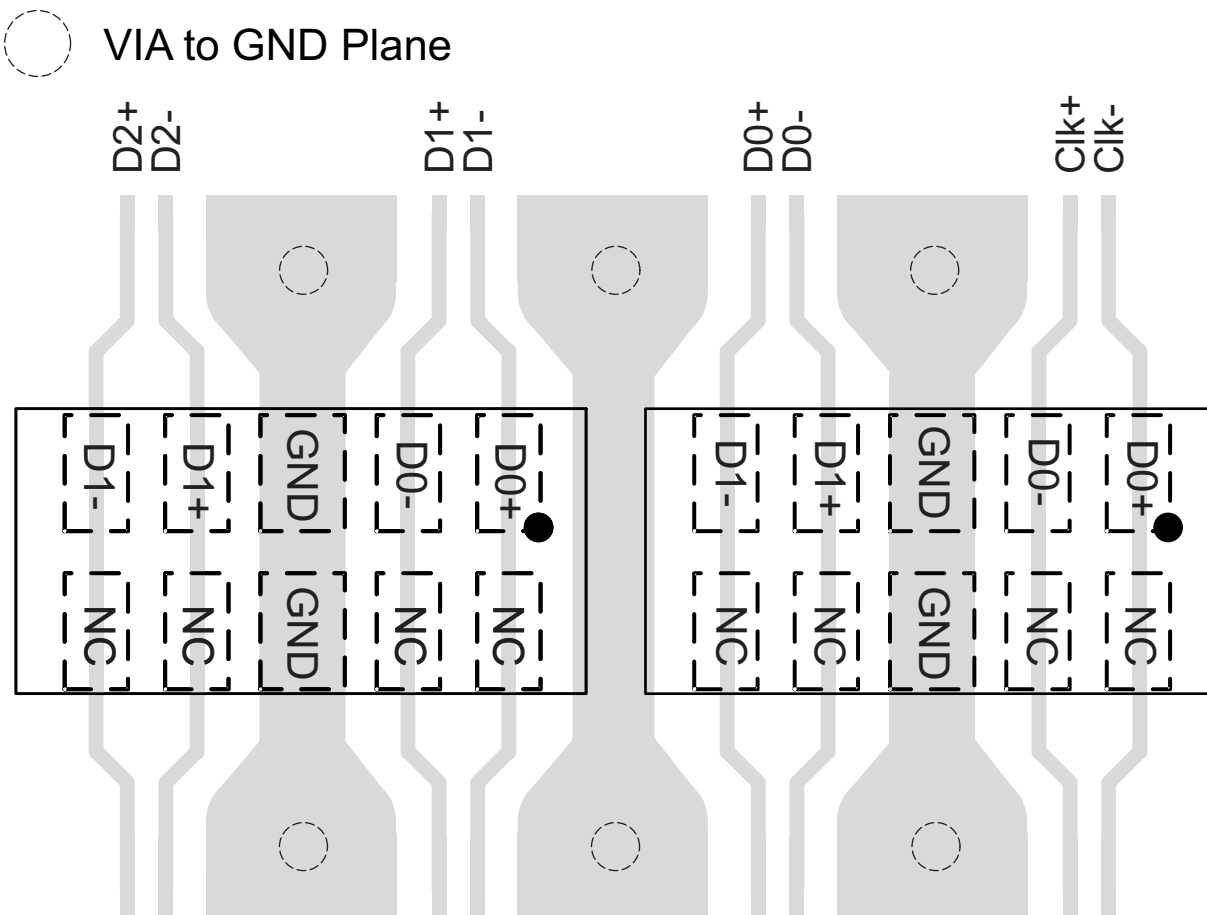 VIA to GND Plane
D2+
D2-
D1+
D1-
D0+
D0-
Clk+
Clk-
D1-
D1+
GND
D0-
D0+
D1-
D1+
GND
D0-
D0+
NC
NC
GND
NC
NC
NC
NC
GND
NC
NC